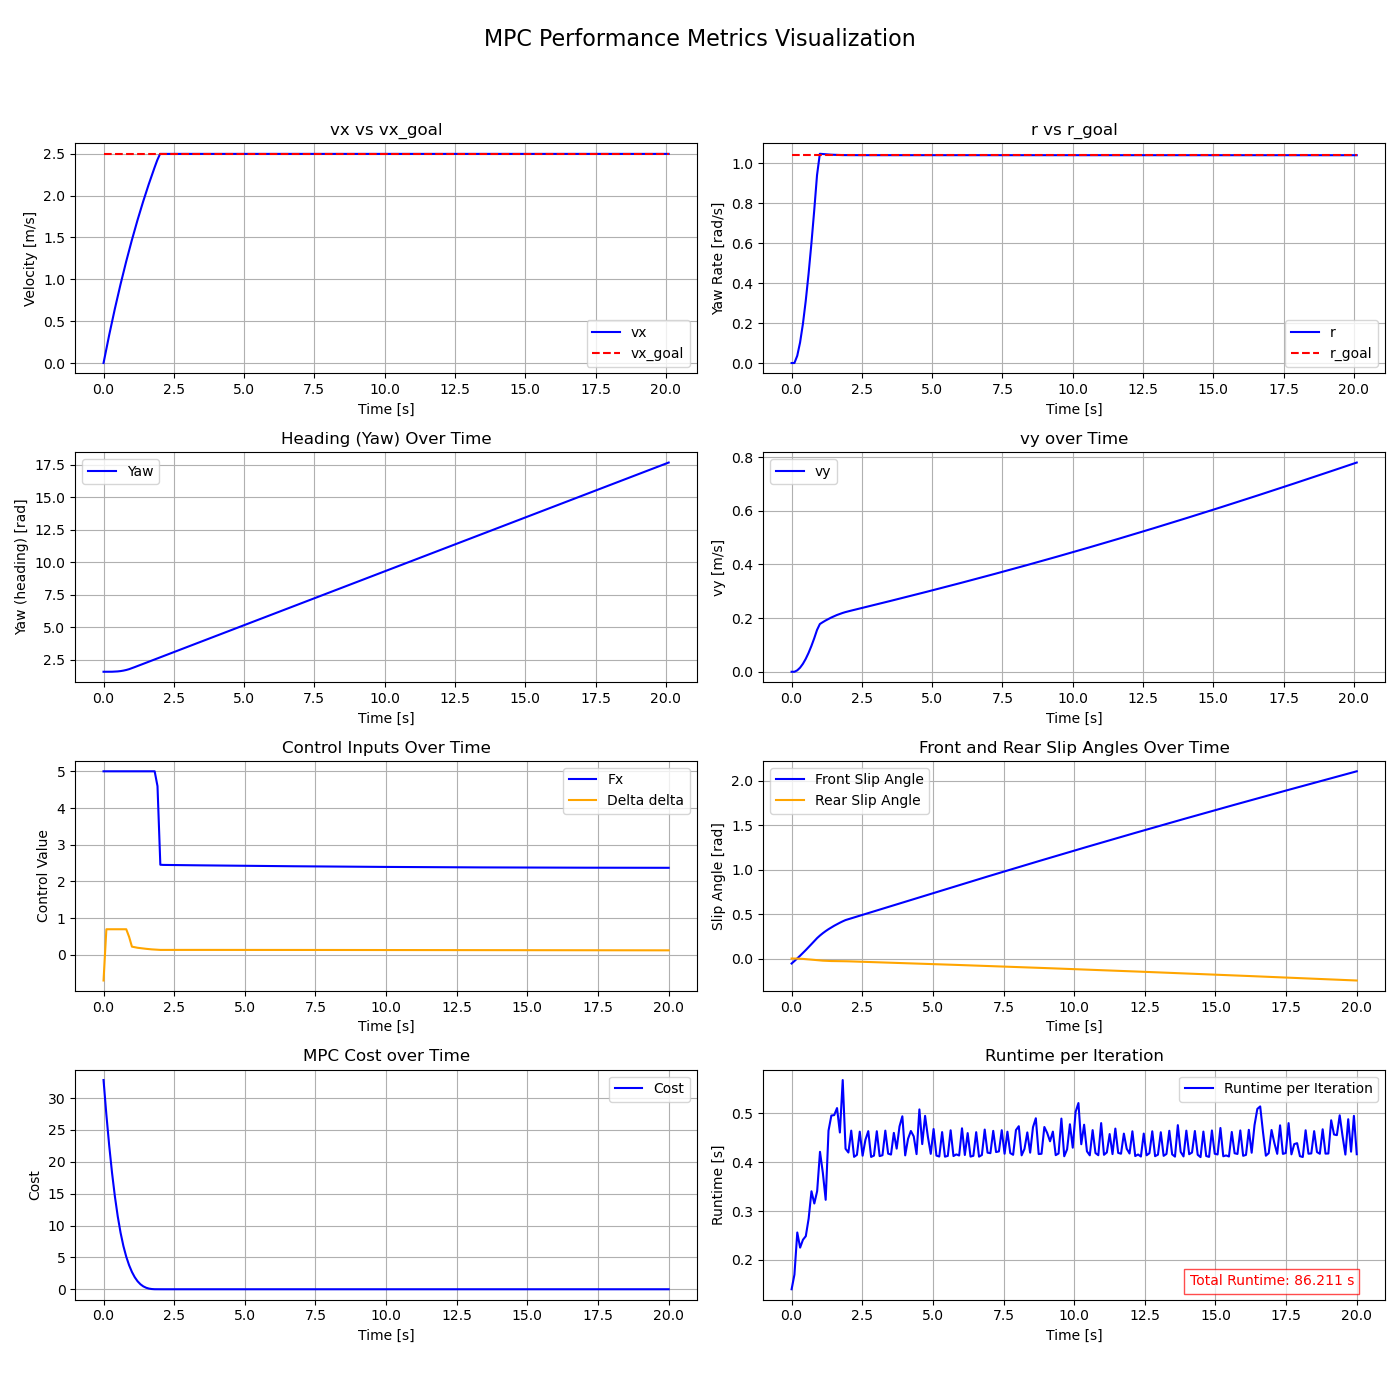 MPC Performance Metrics Visualization
vx vs vx_goal
Velocity [m/s]
2.5
2.0
1.5
1.0
0.5
0.0
vx
vx_goal
0.0 2.5 5.0 7.5 10.0 12.5 15.0 17.5 20.0
Time [s]
r vs r_goal
Yaw Rate [rad/s]
1.0
0.8
0.6
0.4
0.2
0.0
r
r_goal
0.0 2.5 5.0 7.5 10.0 12.5 15.0 17.5 20.0
Time [s]
Heading (Yaw) Over Time
Yaw (heading) [rad]
17.5
15.0
12.5
10.0
7.5
5.0
2.5
Yaw
0.0 2.5 5.0 7.5 10.0 12.5 15.0 17.5 20.0
Time [s]
vy over Time
vy [m/s]
0.8
0.6
0.4
0.2
0.0
vy
0.0 2.5 5.0 7.5 10.0 12.5 15.0 17.5 20.0
Time [s]
Control Inputs Over Time
Control Value
5
4
3
2
1
0
Fx
Delta delta
0.0 2.5 5.0 7.5 10.0 12.5 15.0 17.5 20.0
Time [s]
Front and Rear Slip Angles Over Time
Slip Angle [rad]
2.0
1.5
1.0
0.5
0.0
Front Slip Angle
Rear Slip Angle
0.0 2.5 5.0 7.5 10.0 12.5 15.0 17.5 20.0
Time [s]
MPC Cost over Time
Cost
30
25
20
15
10
5
0
Cost
0.0 2.5 5.0 7.5 10.0 12.5 15.0 17.5 20.0
Time [s]
Runtime per Iteration
Runtime [s]
0.5
0.4
0.3
0.2
Runtime per Iteration
Total Runtime: 86.211 s
0.0 2.5 5.0 7.5 10.0 12.5 15.0 17.5 20.0
Time [s]